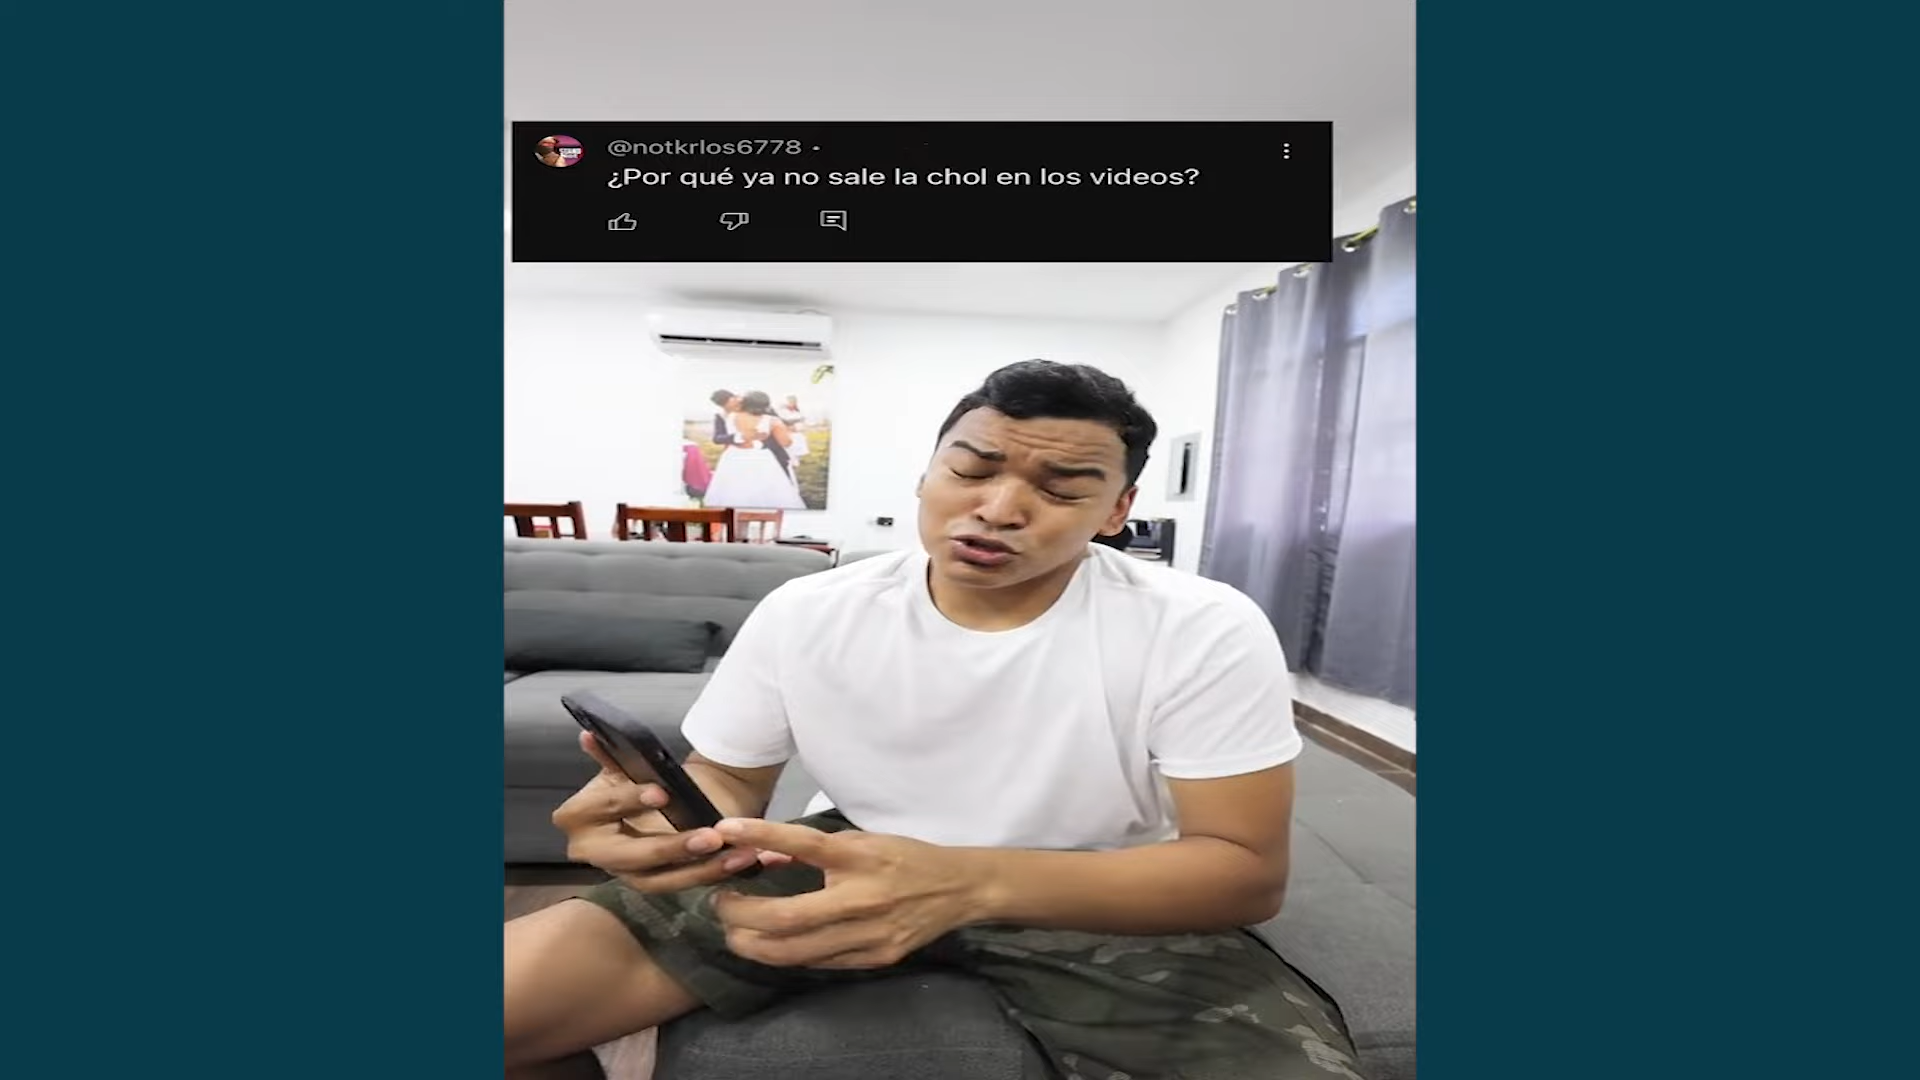 @notkrlos6778 •
¿Por qué ya no sale la chol en los videos?